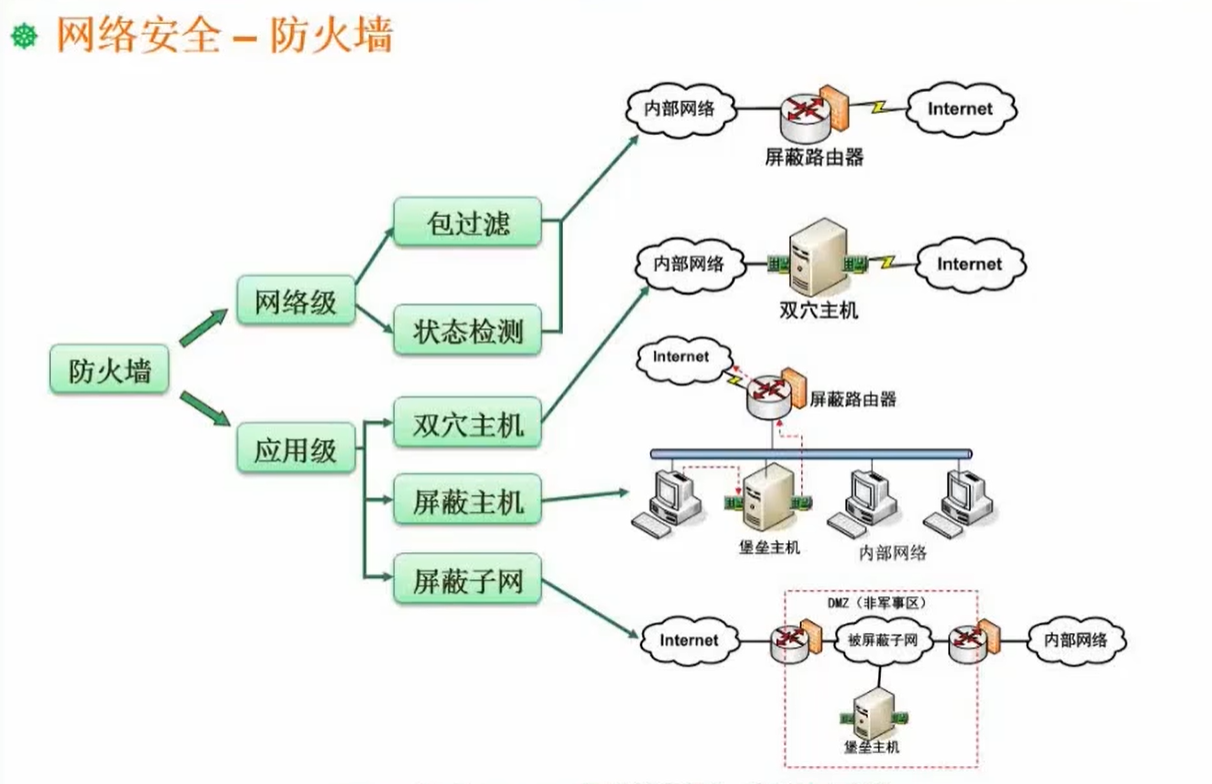 网络安全 – 防火墙
防火墙
网络级
应用级
包过滤
状态检测
双穴主机
屏蔽主机
屏蔽子网
内部网络
Internet
屏蔽路由器
内部网络
Internet
双穴主机
Internet
屏蔽路由器
堡垒主机
内部网络
DMZ（非军事区）
Internet
被屏蔽子网
内部网络
堡垒主机